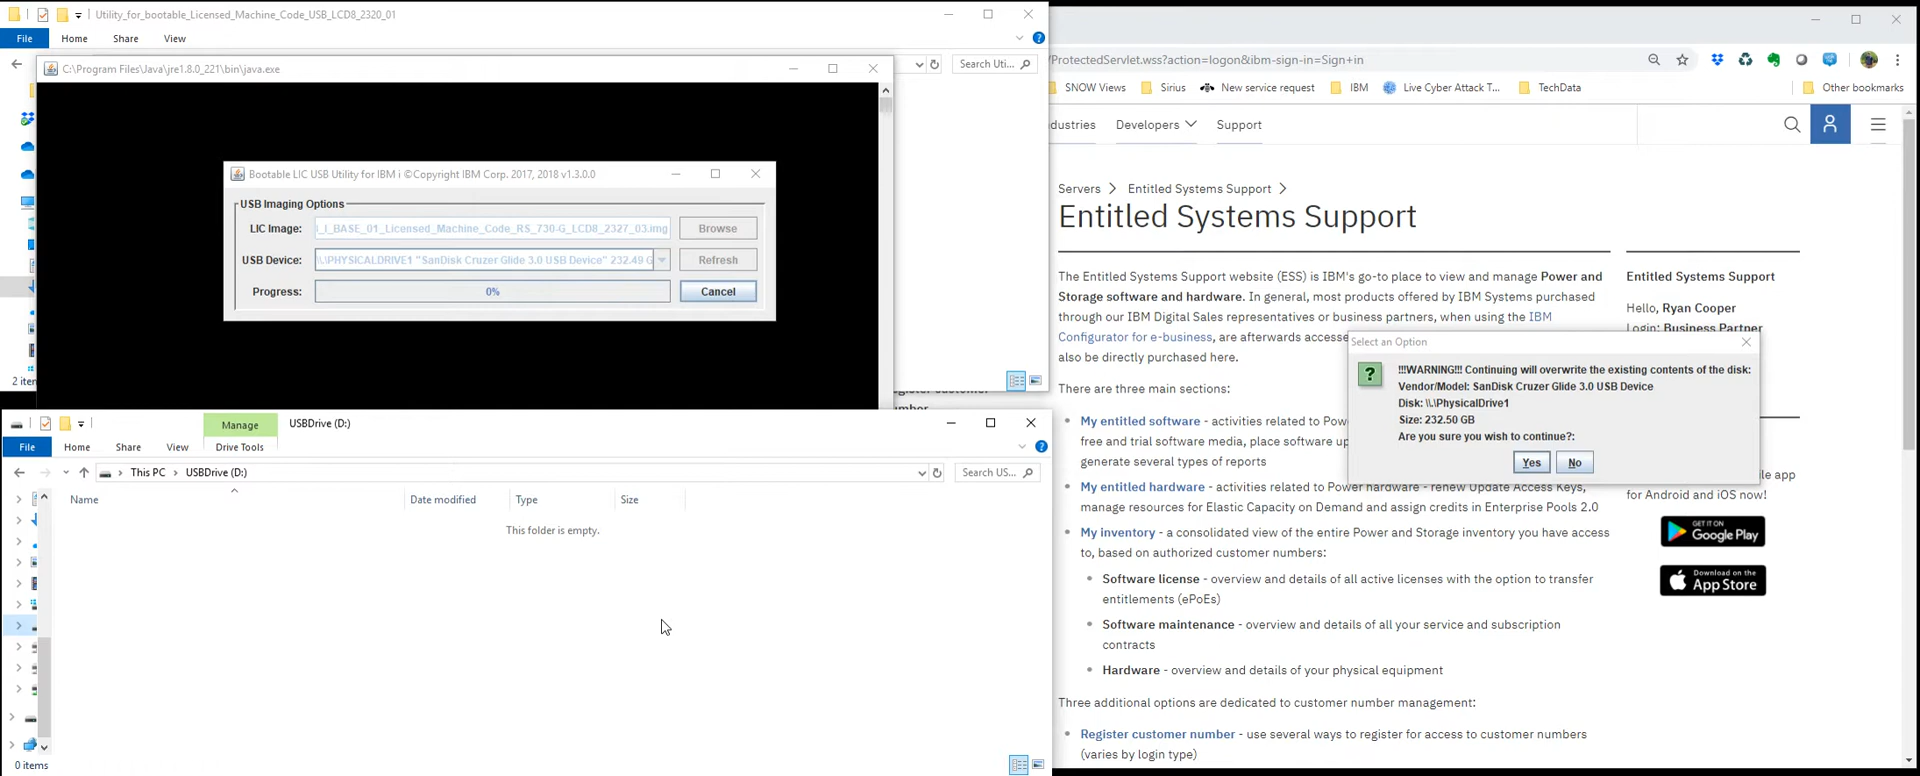 Utility_for_bootable_Licensed_Machine_Code_USB_LCD8_2320_01
File Home Share View
Search Uti...
C:\Program Files\Java\jre1.8.0_221\bin\java.exe
Bootable LIC USB Utility for IBM i ©Copyright IBM Corp. 2017, 2018 v1.3.0.0
USB Imaging Options
LIC Image: I_BASE_01_Licensed_Machine_Code_RS_730-G_LCD8_2327_03.img Browse
USB Device: \\.\PHYSICALDRIVE1 "SanDisk Cruzer Glide 3.0 USB Device" 232.49 G Refresh
Progress: 0% Cancel
2 iten
Manage USBDrive (D:)
File Home Share View Drive Tools
This PC USBDrive (D:) Search US...
Name Date modified Type Size
This folder is empty.
0 items
/ProtectedServlet.wss?action=logon&ibm-sign-in=Sign+in
SNOW Views Sirius New service request IBM Live Cyber Attack T... TechData Other bookmarks
ndustries Developers Support
Servers Entitled Systems Support
Entitled Systems Support
The Entitled Systems Support website (ESS) is IBM's go-to place to view and manage Power and
Storage software and hardware. In general, most products offered by IBM Systems purchased
through our IBM Digital Sales representatives or business partners, when using the IBM
Configurator for e-business, are afterwards accesse
also be directly purchased here.
There are three main sections:
My entitled software - activities related to Pow
free and trial software media, place software up
generate several types of reports
My entitled hardware - activities related to Power hardware - renew Update Access Keys,
manage resources for Elastic Capacity on Demand and assign credits in Enterprise Pools 2.0
My inventory - a consolidated view of the entire Power and Storage inventory you have access
to, based on authorized customer numbers:
Software license - overview and details of all active licenses with the option to transfer
entitlements (ePoEs)
Software maintenance - overview and details of all your service and subscription
contracts
Hardware - overview and details of your physical equipment
Three additional options are dedicated to customer number management:
Register customer number - use several ways to register for access to customer numbers
(varies by login type)
Entitled Systems Support
Hello, Ryan Cooper
Login: Business Partner
Select an Option
!!!WARNING!!! Continuing will overwrite the existing contents of the disk:
Vendor/Model: SanDisk Cruzer Glide 3.0 USB Device
Disk: \\.\PhysicalDrive1
Size: 232.50 GB
Are you sure you wish to continue?:
Yes No
le app
for Android and iOS now!
GET IT ON
Google Play
Download on the
App Store